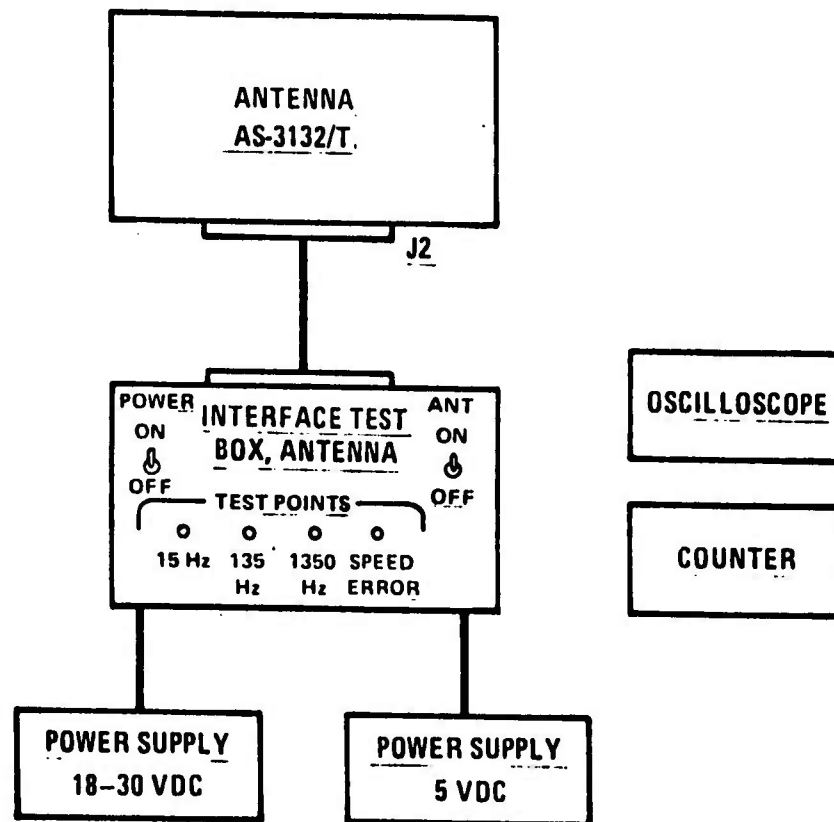 ANTENNA
AS-3132/T.
J2
POWER
ON
OFF
INTERFACE TEST
BOX, ANTENNA
ANT
ON
OFF
TEST POINTS
15 Hz
135
Hz
1350
Hz
SPEED
ERROR
OSCILLOSCOPE
COUNTER
POWER SUPPLY
18-30 VDC
POWER SUPPLY
5 VDC